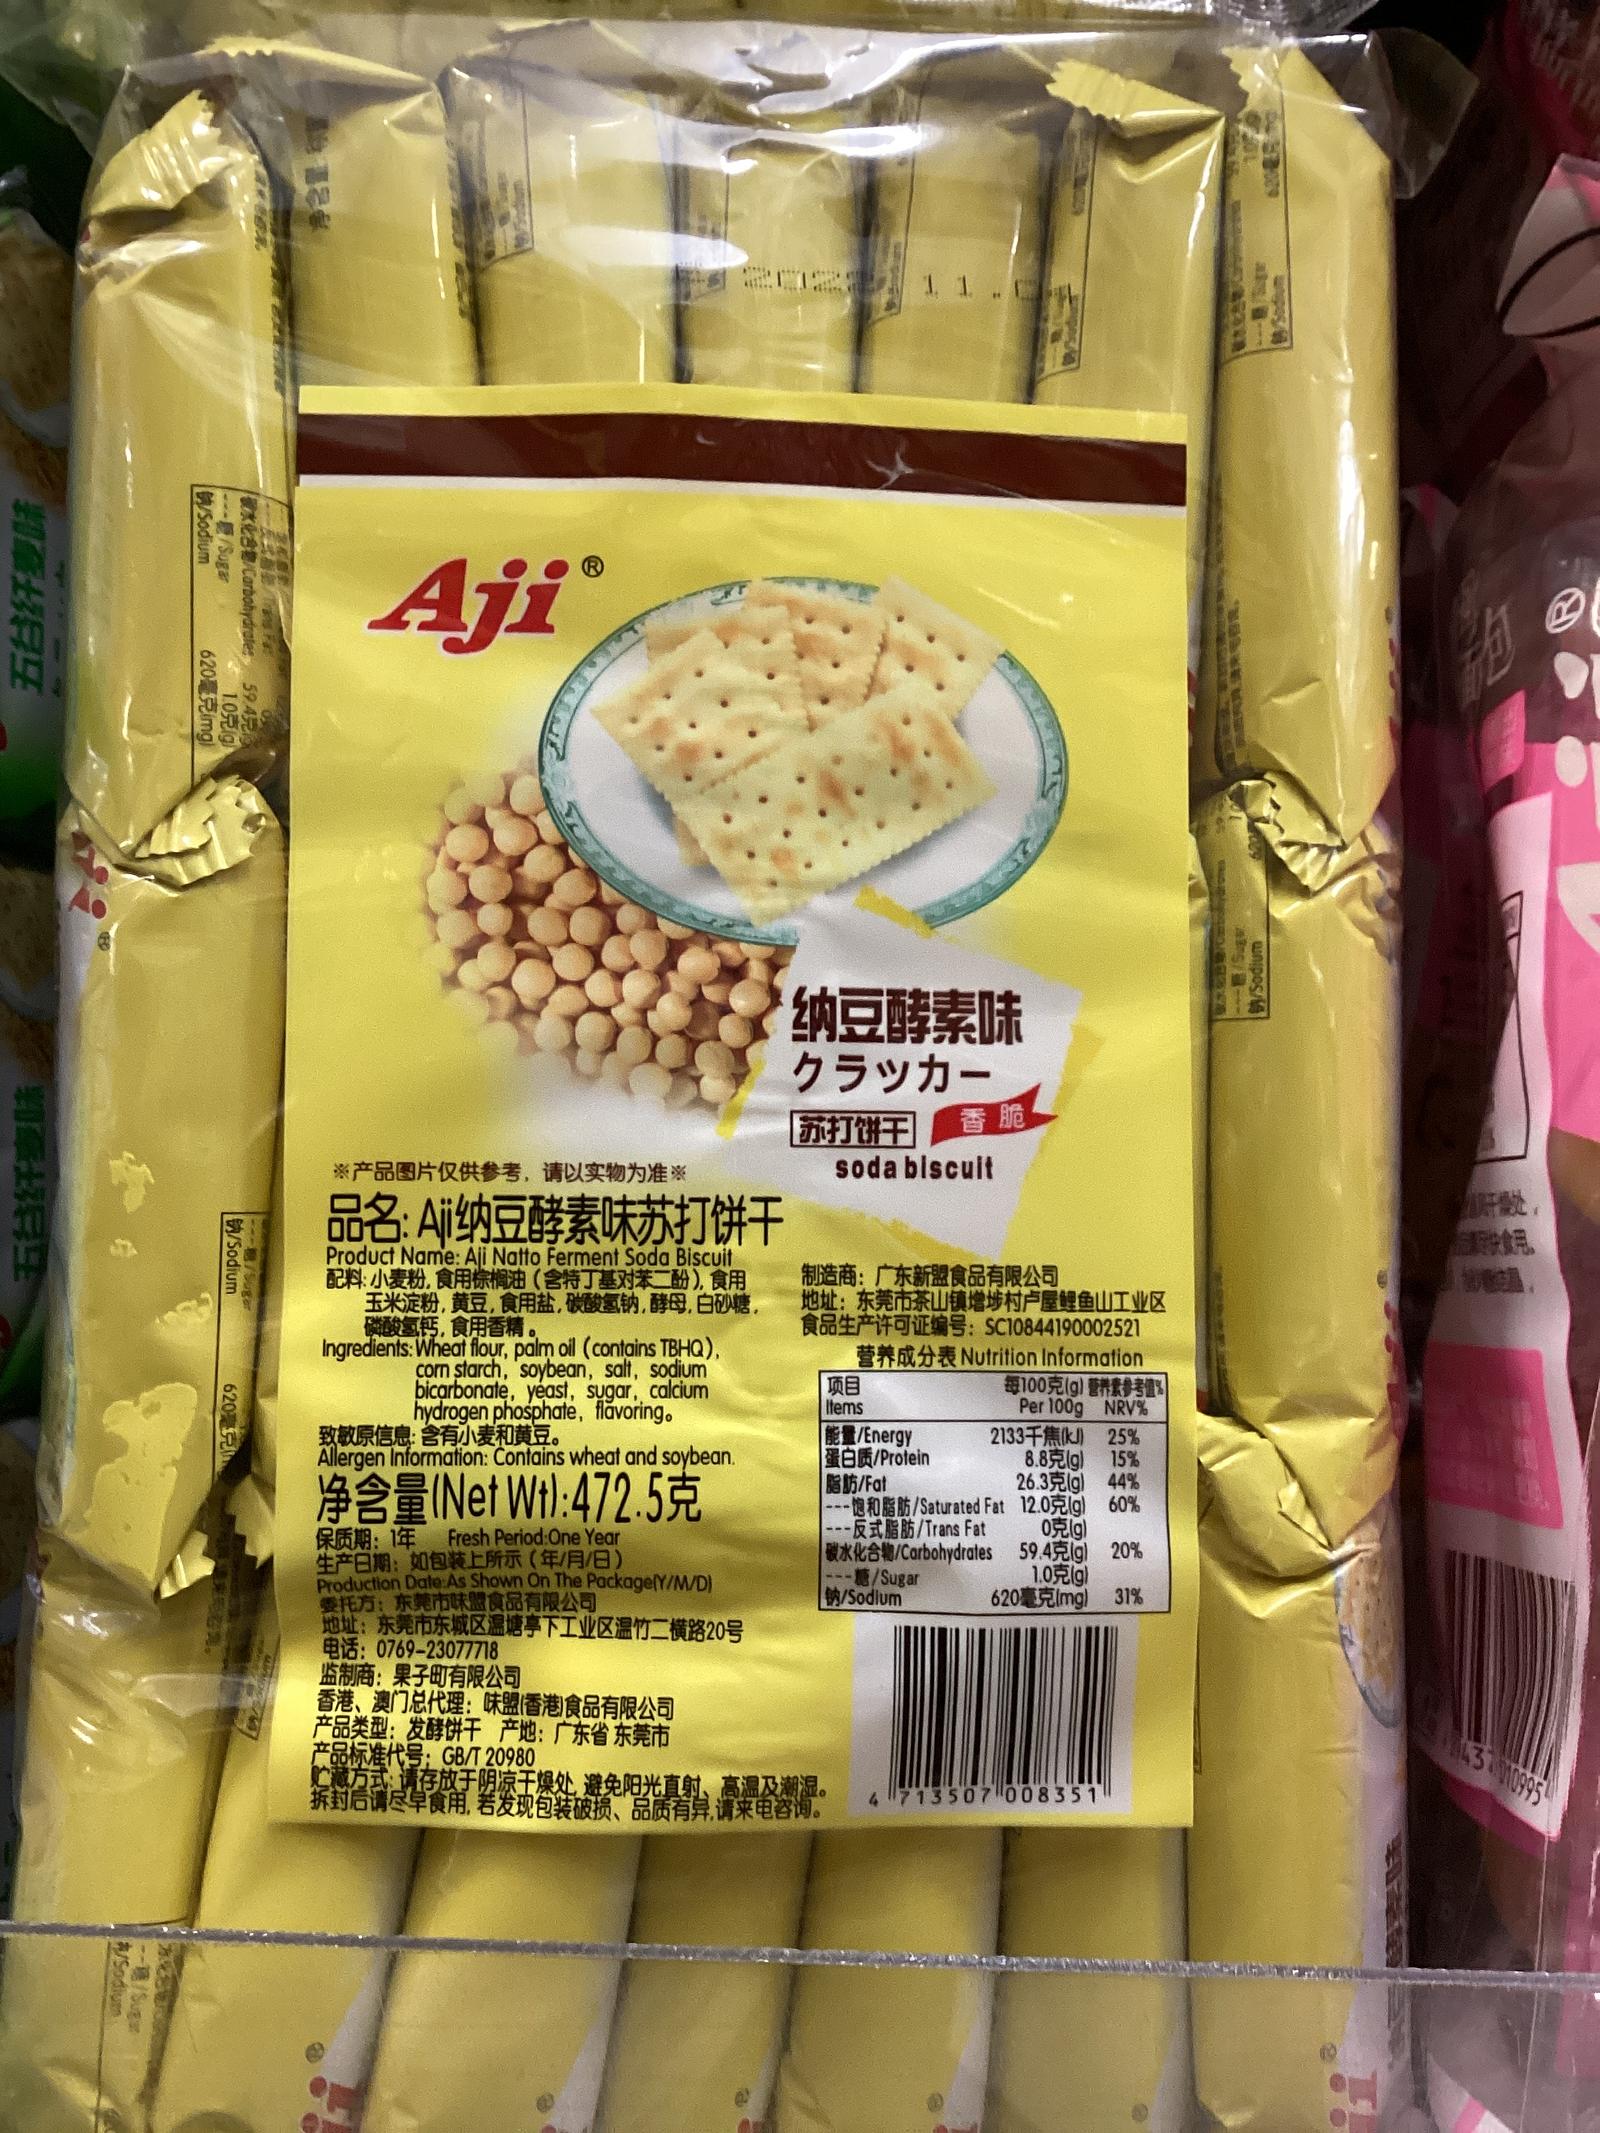 Aji®
纳豆酵素味
クラッカー
苏打饼干 香脆
soda biscuit
※产品图片仅供参考，请以实物为准※
品名: Aji纳豆酵素味苏打饼干
Product Name: Aji Natto Ferment Soda Biscuit
配料: 小麦粉, 食用棕榈油（含特丁基对苯二酚）, 食用
玉米淀粉, 黄豆, 食用盐, 碳酸氢钠, 酵母, 白砂糖,
磷酸氢钙, 食用香精。
Ingredients: Wheat flour, palm oil (contains TBHQ),
corn starch, soybean, salt, sodium
bicarbonate, yeast, sugar, calcium
hydrogen phosphate, flavoring。
致敏原信息: 含有小麦和黄豆。
Allergen Information: Contains wheat and soybean.
净含量(Net Wt):472.5克
保质期: 1年 Fresh Period:One Year
生产日期: 如包装上所示（年/月/日）
Production Date:As Shown On The Package(Y/M/D)
委托方: 东莞市味盟食品有限公司
地址: 东莞市东城区温塘亭下工业区温竹二横路20号
电话: 0769-23077718
监制商: 果子町有限公司
香港、澳门总代理: 味盟(香港)食品有限公司
产品类型: 发酵饼干 产地: 广东省 东莞市
产品标准代号: GB/T 20980
贮藏方式: 请存放于阴凉干燥处, 避免阳光直射、高温及潮湿。
拆封后请尽早食用, 若发现包装破损、品质有异, 请来电咨询。
制造商: 广东新盟食品有限公司
地址: 东莞市茶山镇增埗村卢屋鲤鱼山工业区
食品生产许可证编号: SC10844190002521
营养成分表 Nutrition Information
项目 每100克(g) 营养素参考值%
Items Per 100g NRV%
能量/Energy 2133千焦(kJ) 25%
蛋白质/Protein 8.8克(g) 15%
脂肪/Fat 26.3克(g) 44%
---饱和脂肪/Saturated Fat 12.0克(g) 60%
---反式脂肪/Trans Fat 0克(g)
碳水化合物/Carbohydrates 59.4克(g) 20%
---糖/Sugar 1.0克(g)
钠/Sodium 620毫克(mg) 31%
4 713507 008351